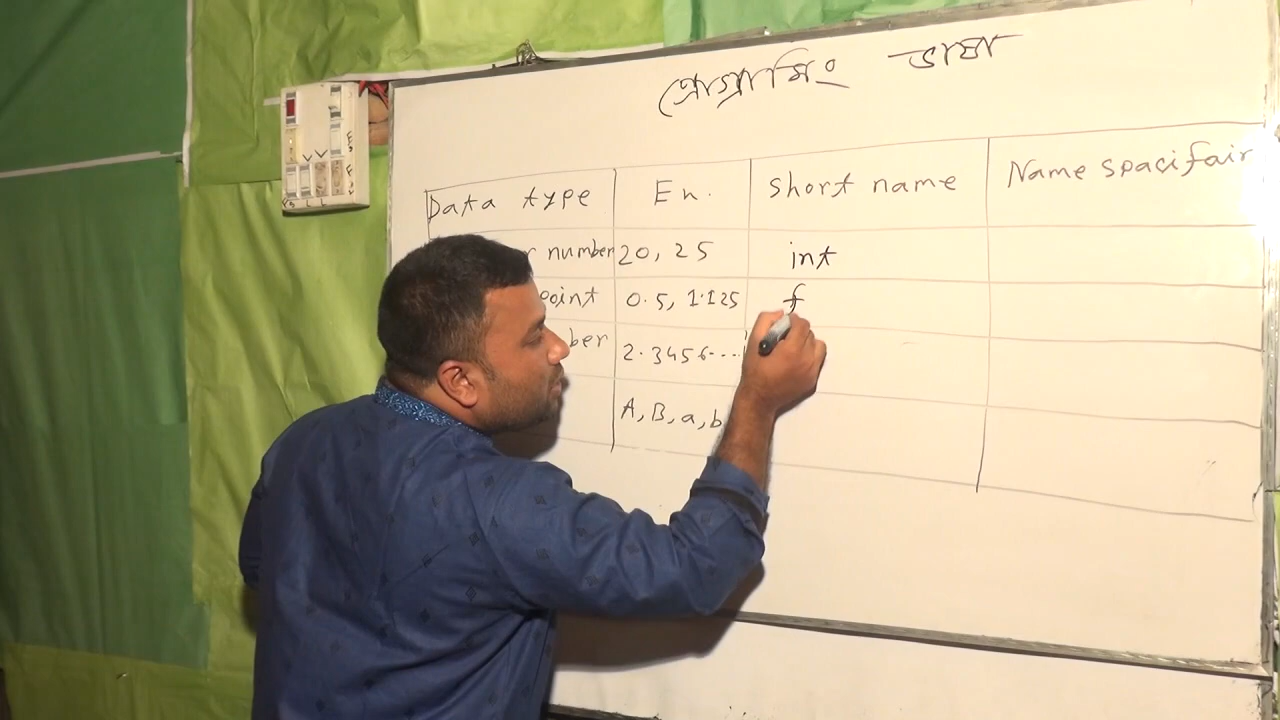 প্রোগ্রামিং ভাষা
Data type En. Short name Name spacifair
number 20, 25 int
point 0.5, 1.125 f
ber 2.3456....
A, B, a, b